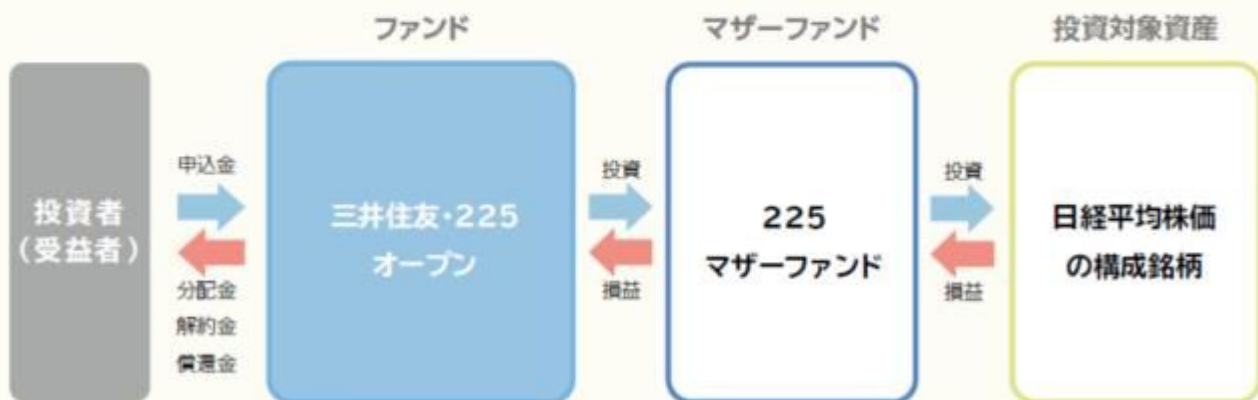 ファンド
マザーファンド
投資対象資産
投資者
(受益者)
申込金
分配金
解約金
償還金
三井住友・225
オープン
投資
損益
225
マザーファンド
投資
損益
日経平均株価
の構成銘柄